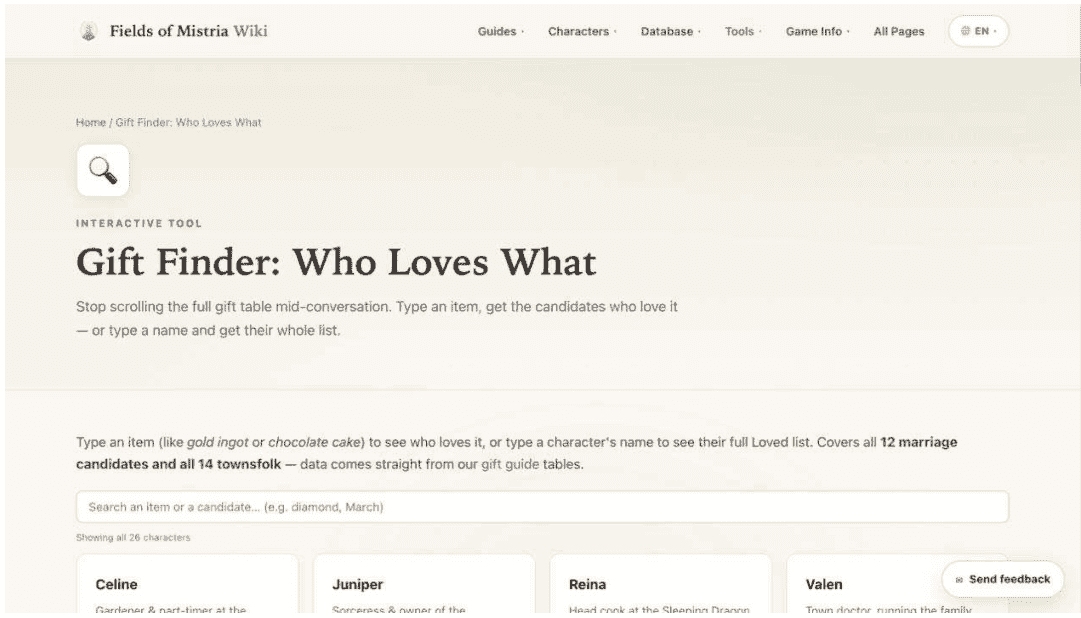 Fields of Mistria Wiki
Guides · Characters · Database · Tools · Game Info · All Pages EN ·
Home / Gift Finder: Who Loves What
INTERACTIVE TOOL
Gift Finder: Who Loves What
Stop scrolling the full gift table mid-conversation. Type an item, get the candidates who love it
— or type a name and get their whole list.
Type an item (like gold ingot or chocolate cake) to see who loves it, or type a character's name to see their full Loved list. Covers all 12 marriage
candidates and all 14 townsfolk — data comes straight from our gift guide tables.
Search an item or a candidate... (e.g. diamond, March)
Showing all 26 characters
Celine Juniper Reina Valen
Gardener & part-timer at the Sorceress & owner of the Head cook at the Sleeping Dragon Town doctor, running the family
Send feedback